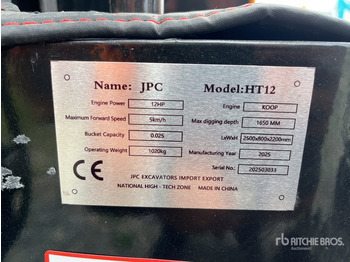 Name: JPC Model:HT12
Engine Power 12HP Engine KOOP
Maximum Forward Speed 5km/h Max digging depth 1650 MM
Bucket Capacity 0.025 LxWxH 2500x800x2200mm
Operating Weight 1020kg Manufacturing Year 2025
Serial No.: 202503033
CE
JPC EXCAVATORS IMPORT EXPORT
NATIONAL HIGH - TECH ZONE MADE IN CHINA
rb RITCHIE BROS.